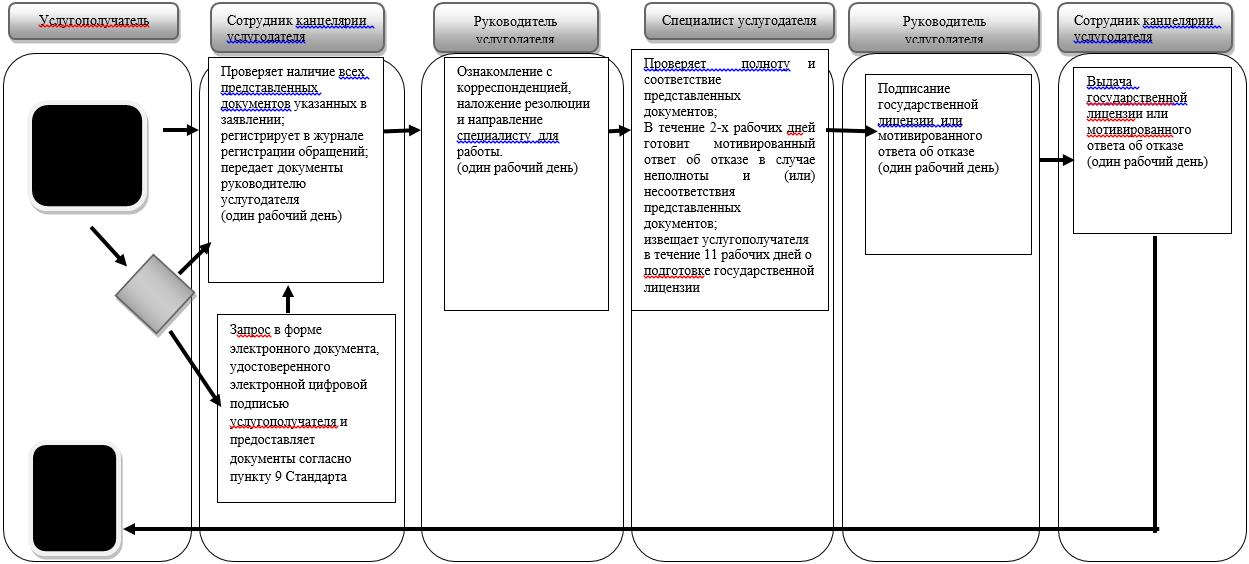 Услугополучатель
Сотрудник канцелярии
услугодателя
Руководитель
услугодателя
Специалист услугодателя
Руководитель
услугодателя
Сотрудник канцелярии
услугодателя
Проверяет наличие всех
представленных
документов указанных в
заявлении;
регистрирует в журнале
регистрации обращений;
передает документы
руководителю
услугодателя
(один рабочий день)
Запрос в форме
электронного документа,
удостоверенного
электронной цифровой
подписью
услугополучателя и
предоставляет
документы согласно
пункту 9 Стандарта
Ознакомление с
корреспонденцией,
наложение резолюции
и направление
специалисту для
работы.
(один рабочий день)
Проверяет полноту и
соответствие
представленных
документов;
В течение 2-х рабочих дней
готовит мотивированный
ответ об отказе в случае
неполноты и (или)
несоответствия
представленных
документов;
извещает услугополучателя
в течение 11 рабочих дней о
подготовке государственной
лицензии
Подписание
государственной
лицензии или
мотивированного
ответа об отказе
(один рабочий день)
Выдача
государственной
лицензии или
мотивированного
ответа об отказе
(один рабочий день)